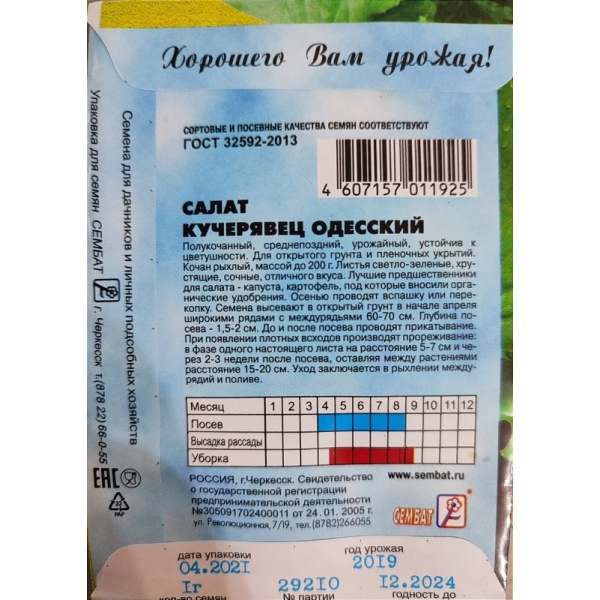 Хорошего Вам урожая!
СОРТОВЫЕ И ПОСЕВНЫЕ КАЧЕСТВА СЕМЯН СООТВЕТСТВУЮТ
ГОСТ 32592-2013
4 607157 011925
САЛАТ
КУЧЕРЯВЕЦ ОДЕССКИЙ
Полукочанный, среднепоздний, урожайный, устойчив к
цветушности. Для открытого грунта и пленочных укрытий.
Кочан рыхлый, массой до 200 г. Листья светло-зеленые, хру-
стящие, сочные, отличного вкуса. Лучшие предшественники
для салата - капуста, картофель, под которые вносили орга-
нические удобрения. Осенью проводят вспашку или пере-
копку. Семена высевают в открытый грунт в начале апреля
широкими рядами с междурядьями 60-70 см. Глубина по-
сева - 1,5-2 см. До и после посева проводят прикатывание.
При появлении плотных всходов производят прореживание:
в фазе одного настоящего листа на расстояние 5-7 см и че-
рез 2-3 недели после посева, оставляя между растениями
расстояние 15-20 см. Уход заключается в рыхлении между-
рядий и поливе.
Месяц 1 2 3 4 5 6 7 8 9 10 11 12
Посев
Высадка рассады
Уборка
РОССИЯ, г.Черкесск. Свидетельство
о государственной регистрации
предпринимательской деятельности
№305091702400011 от 24. 01. 2005 г.
ул. Революционная, 7/19, тел.(8782)266055
www.sembat.ru
СЕМБАТ
дата упаковки
04.2021
год урожая
2019
1г
29210
12.2024
кол-во семян
№ партии
годность до
Семена для дачников и личных подсобных хозяйств
Упаковка для семян СЕМБАТ
г. Черкесск т.(878 22) 66-0-55
EAC
PAP